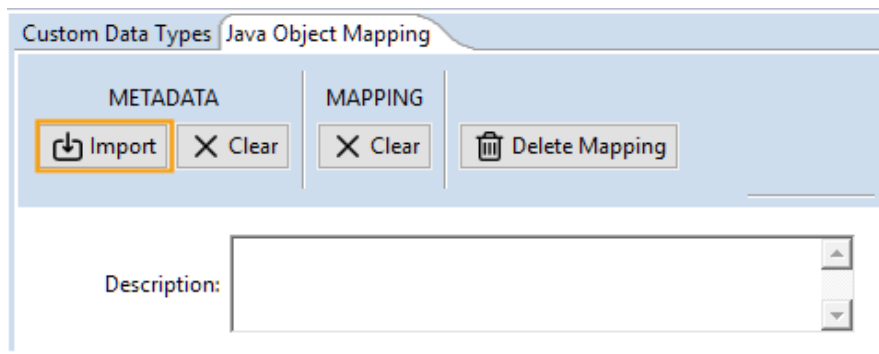 Custom Data Types Java Object Mapping
METADATA MAPPING
Import Clear Clear Delete Mapping
Description: